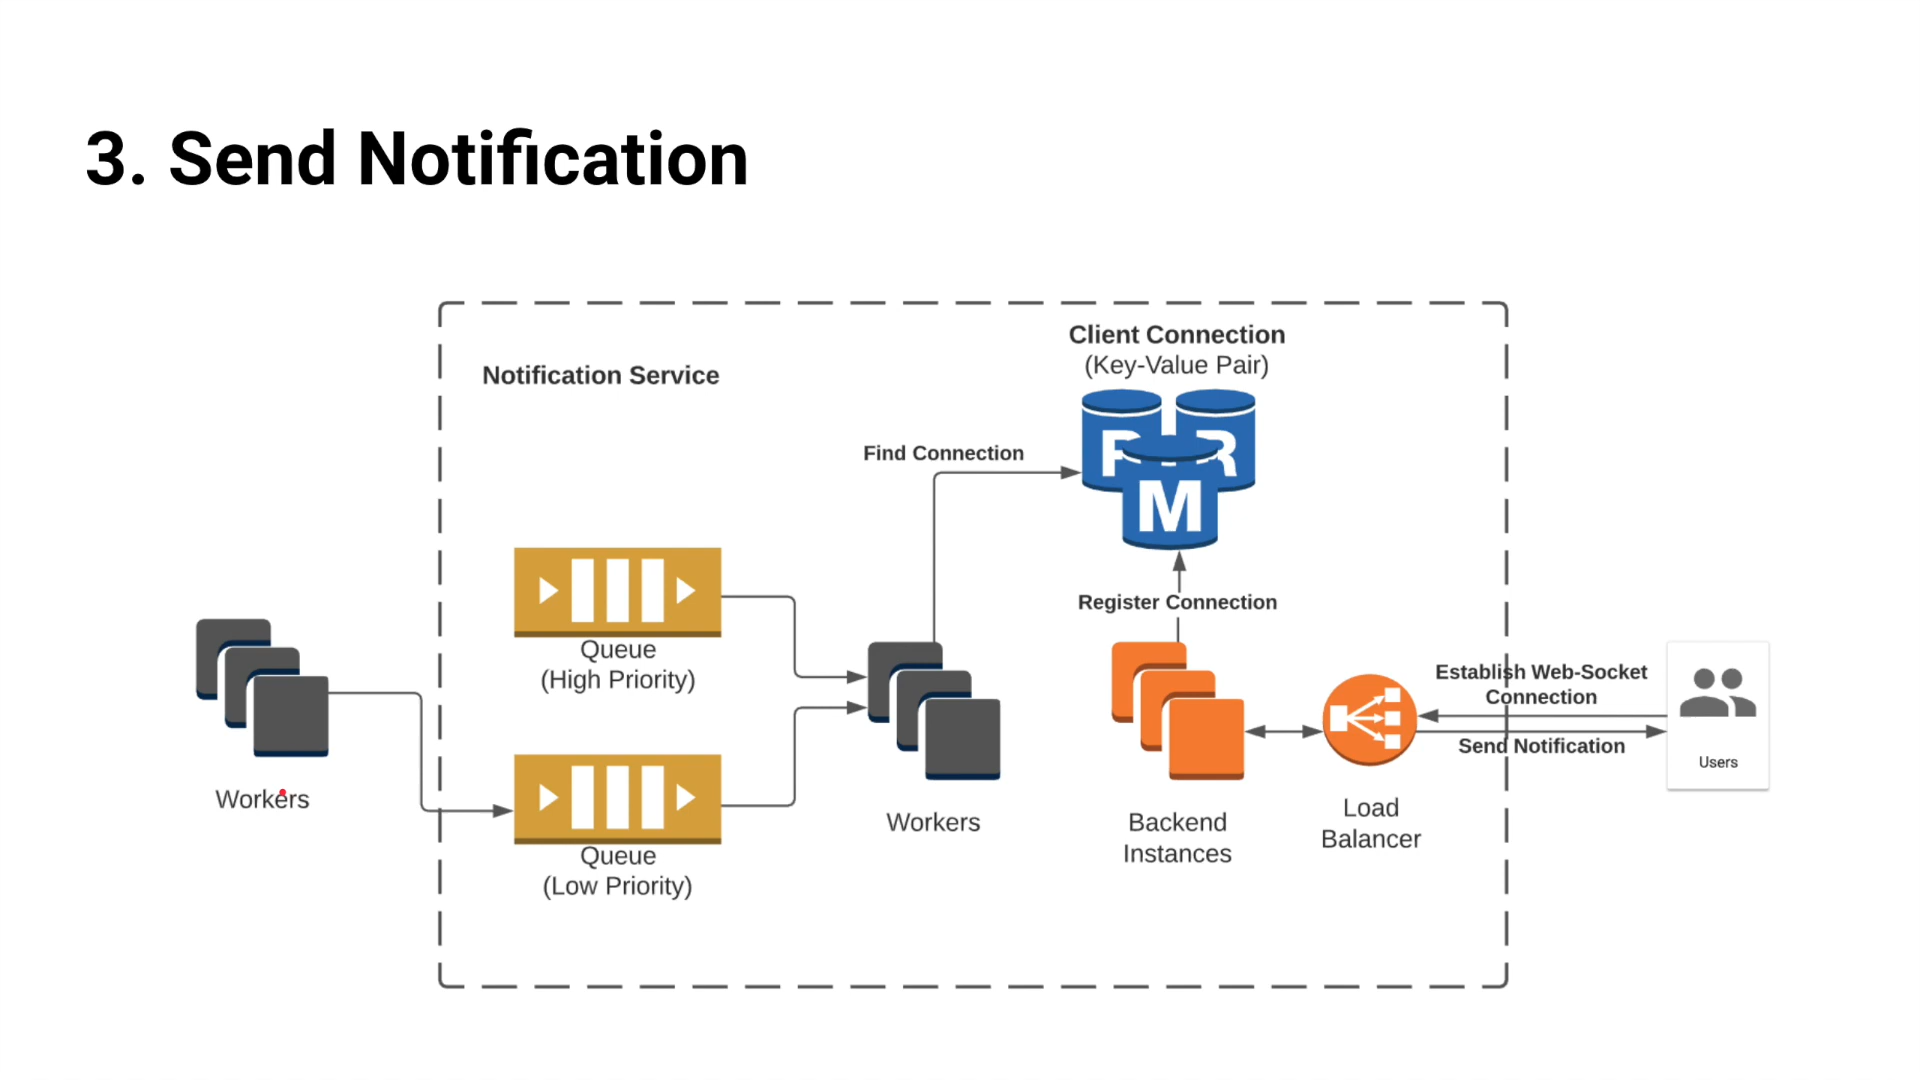 3. Send Notification
Client Connection
(Key-Value Pair)
Notification Service
R
M
Find Connection
Register Connection
Queue
(High Priority)
Establish Web-Socket
Connection
Send Notification
Users
Workers
Workers
Backend
Instances
Load
Balancer
Queue
(Low Priority)